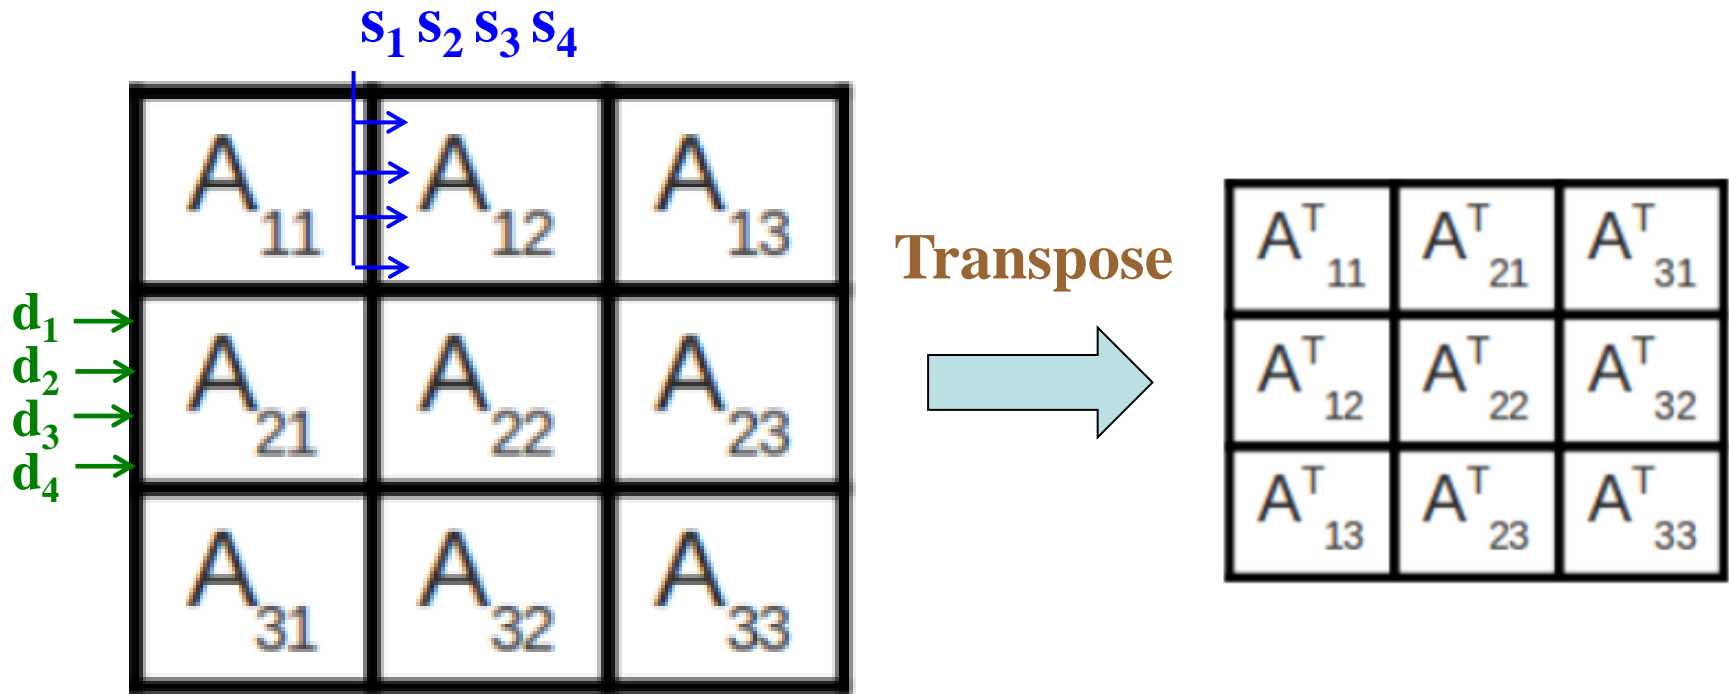 s₁ s₂ s₃ s₄
A₁₁ A₁₂ A₁₃
d₁
d₂
d₃
d₄
A₂₁ A₂₂ A₂₃
A₃₁ A₃₂ A₃₃
Transpose
Aᵀ₁₁ Aᵀ₂₁ Aᵀ₃₁
Aᵀ₁₂ Aᵀ₂₂ Aᵀ₃₂
Aᵀ₁₃ Aᵀ₂₃ Aᵀ₃₃